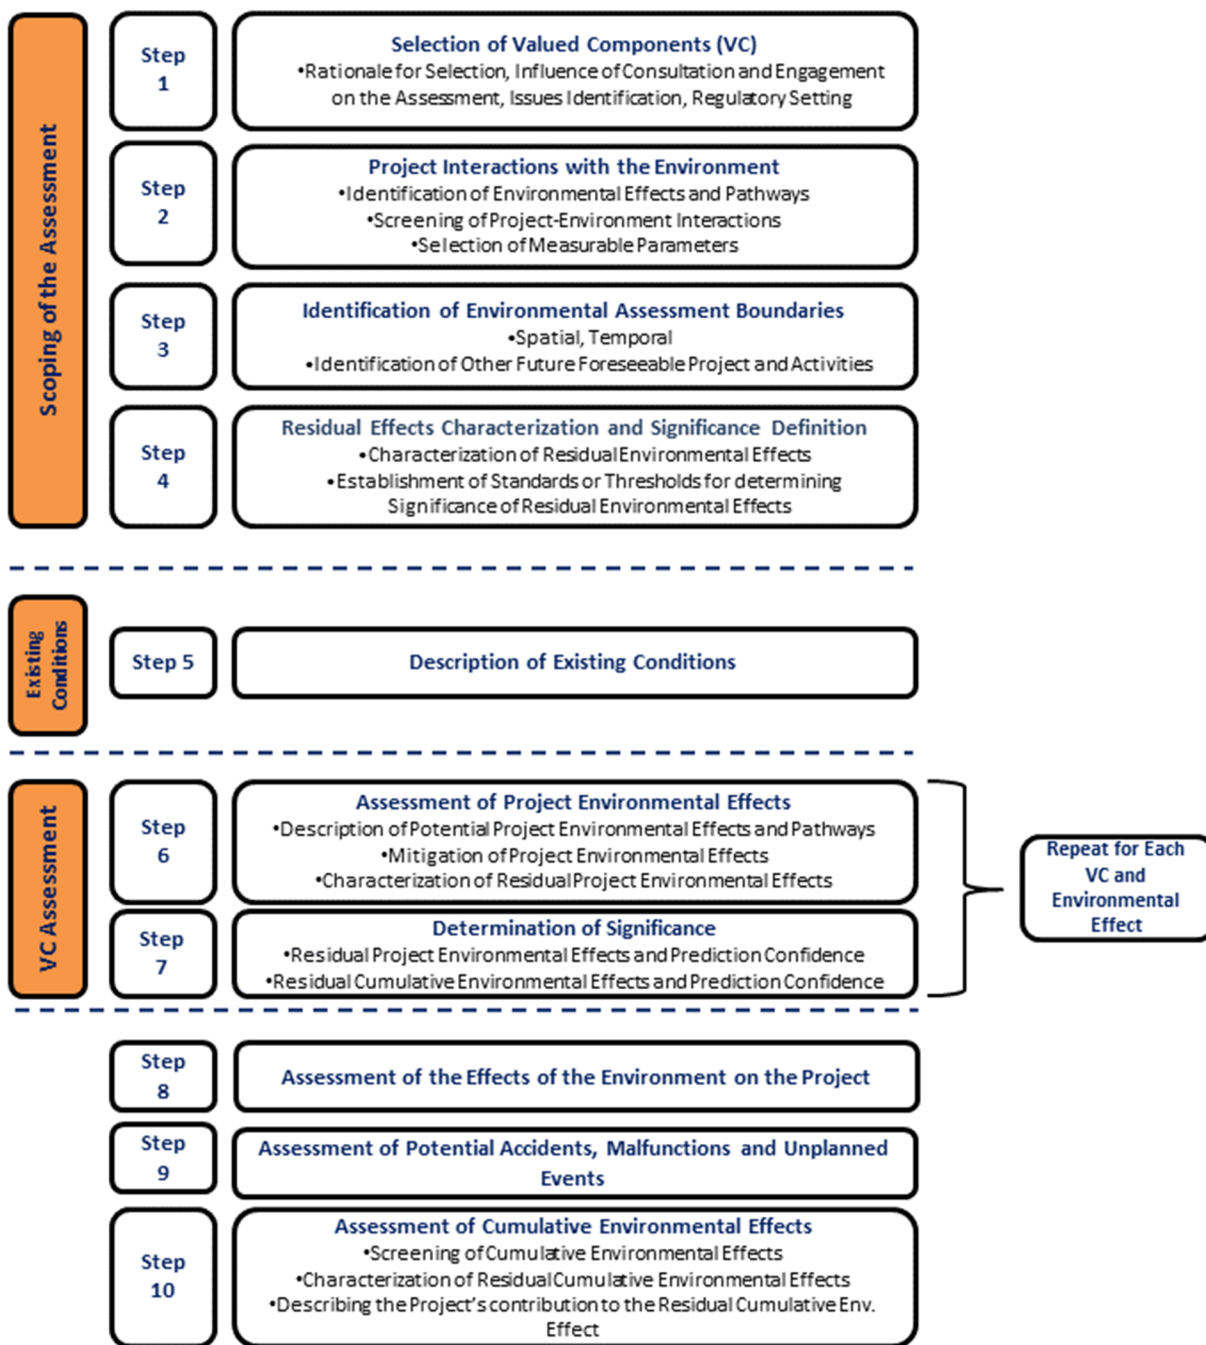 Scoping of the Assessment
Step
1
Selection of Valued Components (VC)
•Rationale for Selection, Influence of Consultation and Engagement
on the Assessment, Issues Identification, Regulatory Setting
Step
2
Project Interactions with the Environment
•Identification of Environmental Effects and Pathways
•Screening of Project-Environment Interactions
•Selection of Measurable Parameters
Step
3
Identification of Environmental Assessment Boundaries
•Spatial, Temporal
•Identification of Other Future Foreseeable Project and Activities
Step
4
Residual Effects Characterization and Significance Definition
•Characterization of Residual Environmental Effects
•Establishment of Standards or Thresholds for determining
Significance of Residual Environmental Effects
Existing
Conditions
Step 5
Description of Existing Conditions
VC Assessment
Step
6
Assessment of Project Environmental Effects
•Description of Potential Project Environmental Effects and Pathways
•Mitigation of Project Environmental Effects
•Characterization of Residual Project Environmental Effects
Step
7
Determination of Significance
•Residual Project Environmental Effects and Prediction Confidence
•Residual Cumulative Environmental Effects and Prediction Confidence
Repeat for Each
VC and
Environmental
Effect
Step
8
Assessment of the Effects of the Environment on the Project
Step
9
Assessment of Potential Accidents, Malfunctions and Unplanned
Events
Step
10
Assessment of Cumulative Environmental Effects
•Screening of Cumulative Environmental Effects
•Characterization of Residual Cumulative Environmental Effects
•Describing the Project's contribution to the Residual Cumulative Env.
Effect